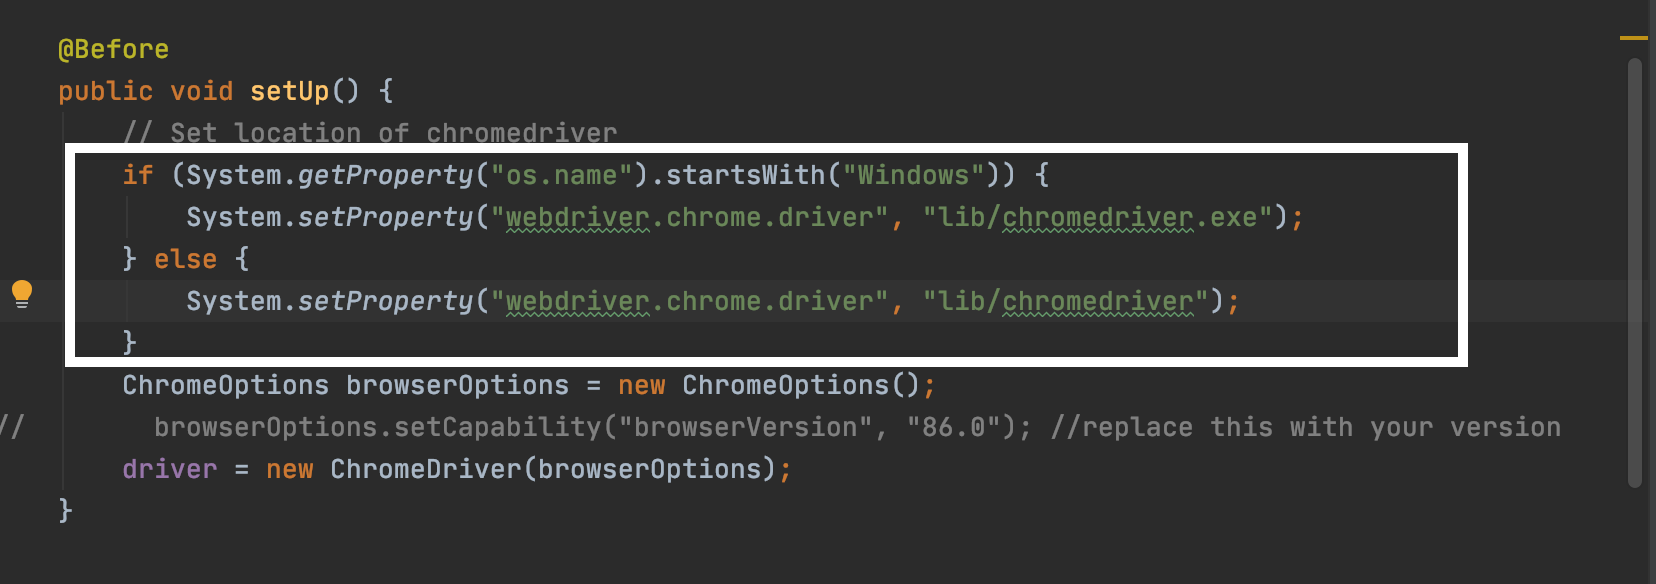 @Before
public void setUp() {
// Set location of chromedriver
if (System.getProperty("os.name").startsWith("Windows")) {
System.setProperty("webdriver.chrome.driver", "lib/chromedriver.exe");
} else {
System.setProperty("webdriver.chrome.driver", "lib/chromedriver");
}
ChromeOptions browserOptions = new ChromeOptions();
// browserOptions.setCapability("browserVersion", "86.0"); //replace this with your version
driver = new ChromeDriver(browserOptions);
}